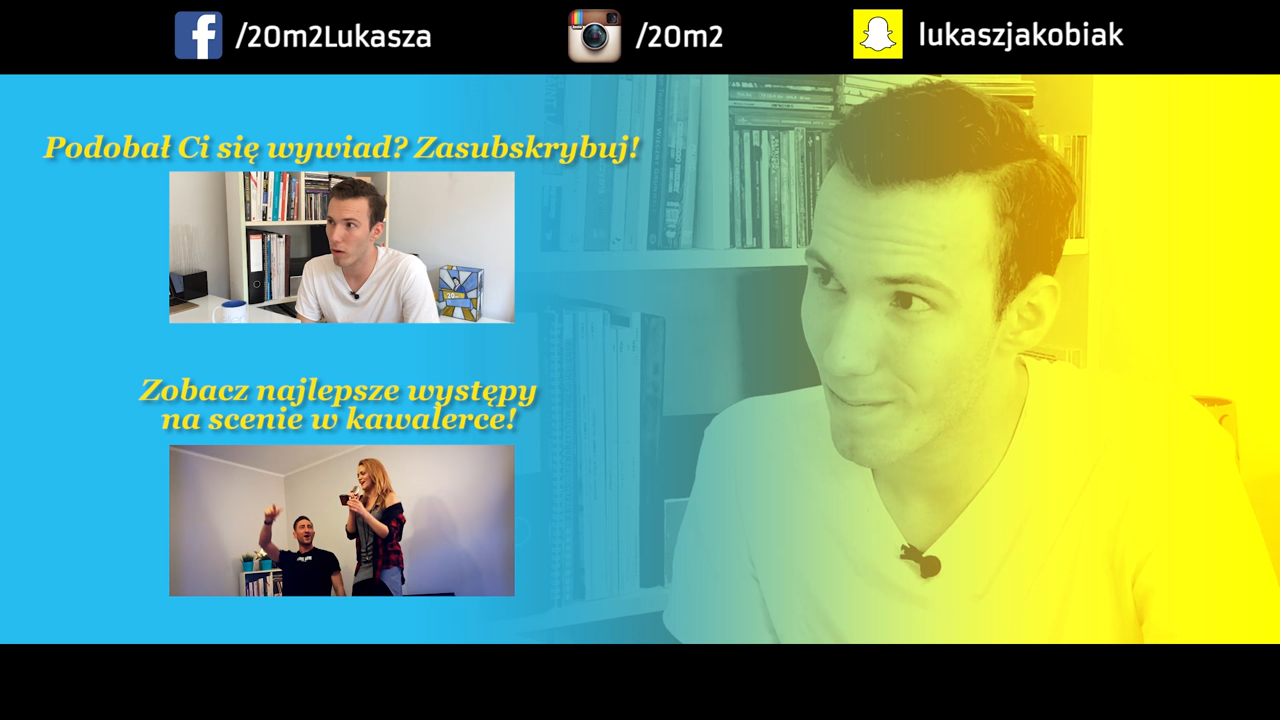 /20m2Lukasza
/20m2
lukaszjakobiak
Podobał Ci się wywiad? Zasubskrybuj!
Zobacz najlepsze występy
na scenie w kawalerce!